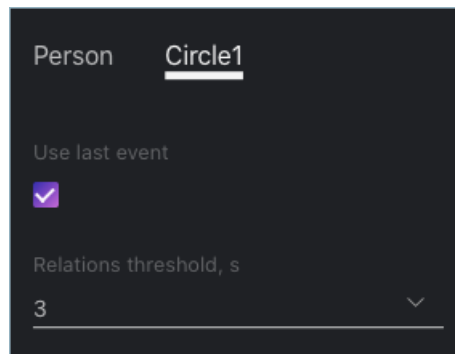 Person Circle1
Use last event
Relations threshold, s
3